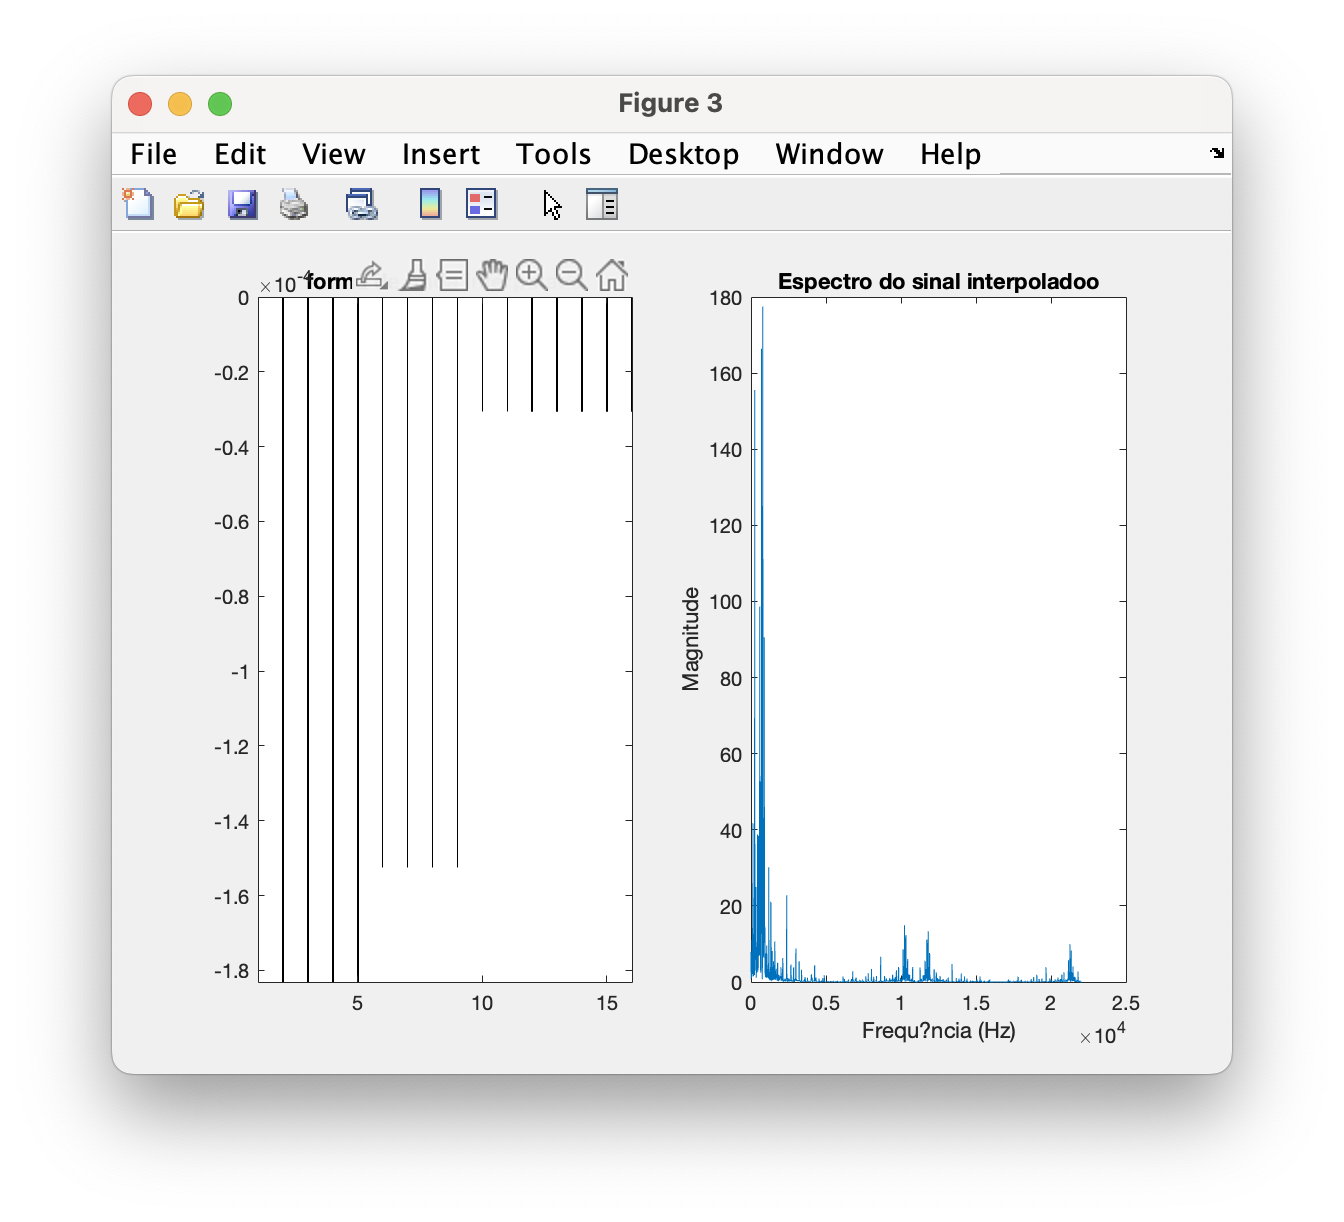 Figure 3
File Edit View Insert Tools Desktop Window Help
×10-4
form
0
-0.2
-0.4
-0.6
-0.8
-1
-1.2
-1.4
-1.6
-1.8
5 10 15
Espectro do sinal interpoladoo
Magnitude
180
160
140
120
100
80
60
40
20
0
0 0.5 1 1.5 2 2.5
Frequ?ncia (Hz)
×10^4